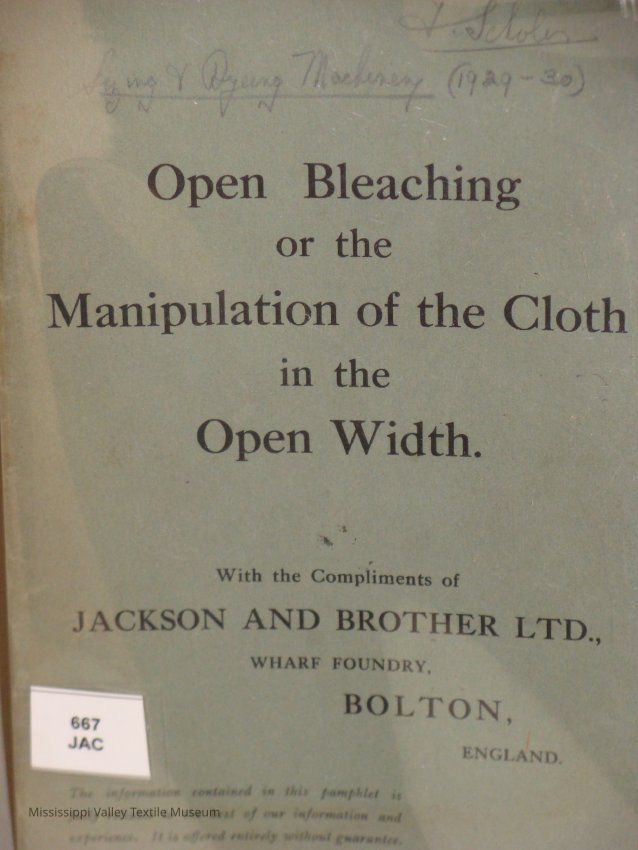 J. Scholes
Dyeing Machinery (1929-30)
Open Bleaching
or the
Manipulation of the Cloth
in the
Open Width.
With the Compliments of
JACKSON AND BROTHER LTD.,
WHARF FOUNDRY,
BOLTON,
ENGLAND.
667
JAC
The information contained in this pamphlet is
of our information and
experience. It is offered entirely without guarantee.
Mississippi Valley Textile Museum